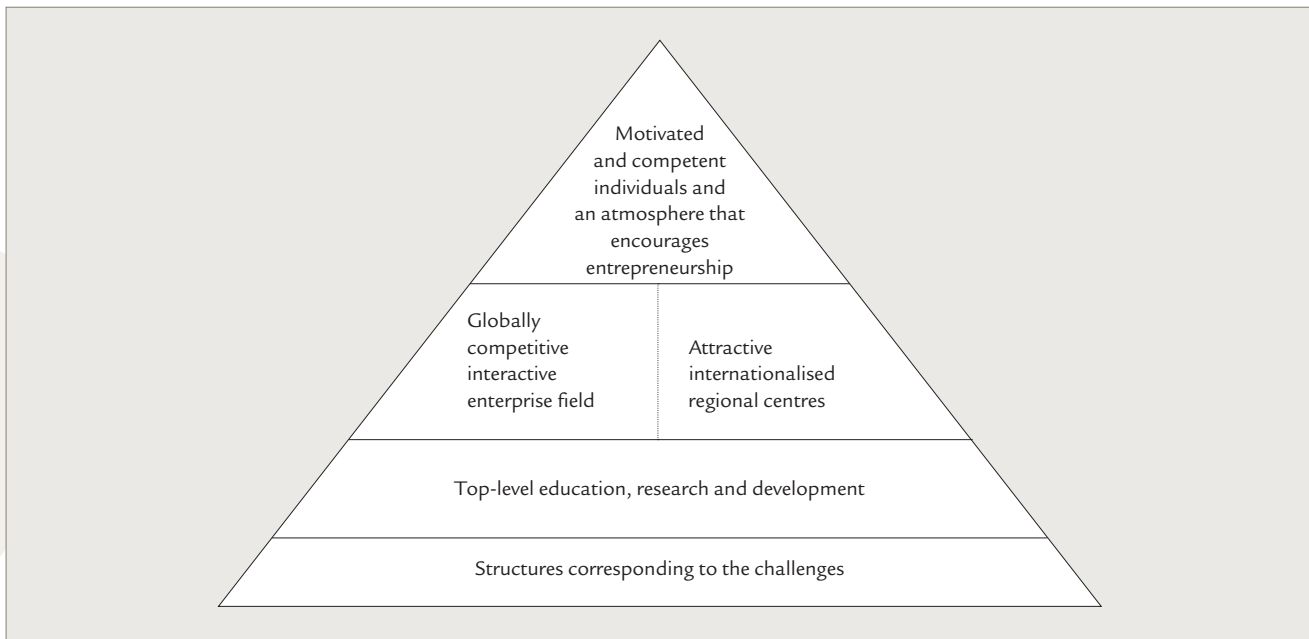 Motivated
and competent
individuals and
an atmosphere that
encourages
entrepreneurship
Globally
competitive
interactive
enterprise field
Attractive
internationalised
regional centres
Top-level education, research and development
Structures corresponding to the challenges